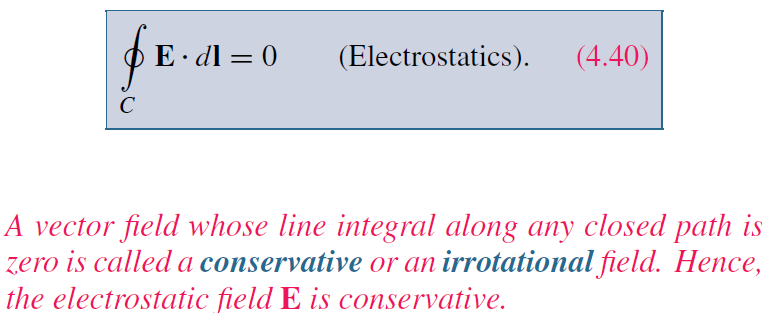 ∮ E · dl = 0 (Electrostatics). (4.40)
C
A vector field whose line integral along any closed path is
zero is called a conservative or an irrotational field. Hence,
the electrostatic field E is conservative.